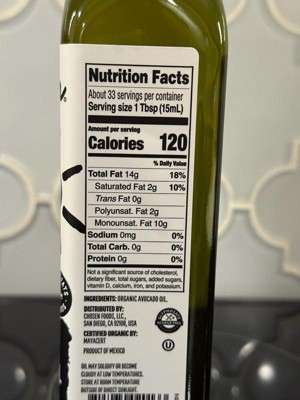 Nutrition Facts
About 33 servings per container
Serving size 1 Tbsp (15mL)
Amount per serving
Calories 120
% Daily Value
Total Fat 14g 18%
Saturated Fat 2g 10%
Trans Fat 0g
Polyunsat. Fat 2g
Monounsat. Fat 10g
Sodium 0mg 0%
Total Carb. 0g 0%
Protein 0g 0%
Not a significant source of cholesterol,
dietary fiber, total sugars, added sugars,
vitamin D, calcium, iron, and potassium.
INGREDIENTS: ORGANIC AVOCADO OIL.
DISTRIBUTED BY:
CHOSEN FOODS, LLC.,
SAN DIEGO, CA 92108, USA
CERTIFIED ORGANIC BY:
MAYACERT
PRODUCT OF MEXICO
OIL MAY SOLIDIFY OR BECOME
CLOUDY AT LOW TEMPERATURES.
STORE AT ROOM TEMPERATURE
OUTSIDE OF DIRECT SUNLIGHT.